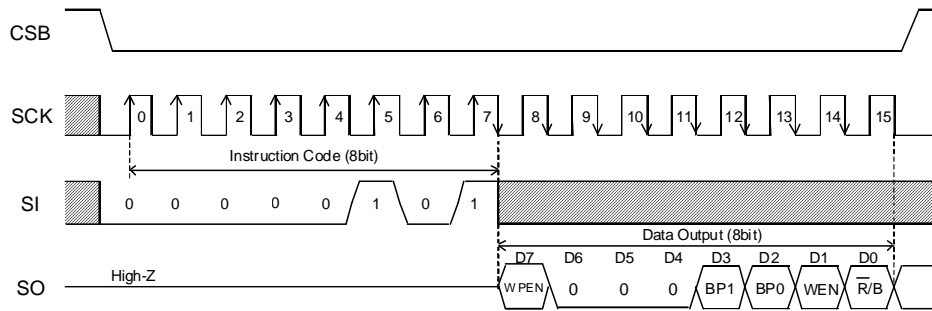 CSB
SCK
0 1 2 3 4 5 6 7 8 9 10 11 12 13 14 15
Instruction Code (8bit)
SI
0 0 0 0 0 1 0 1
Data Output (8bit)
D7 D6 D5 D4 D3 D2 D1 D0
High-Z
SO
WPEN 0 0 0 BP1 BP0 WEN R̅/B